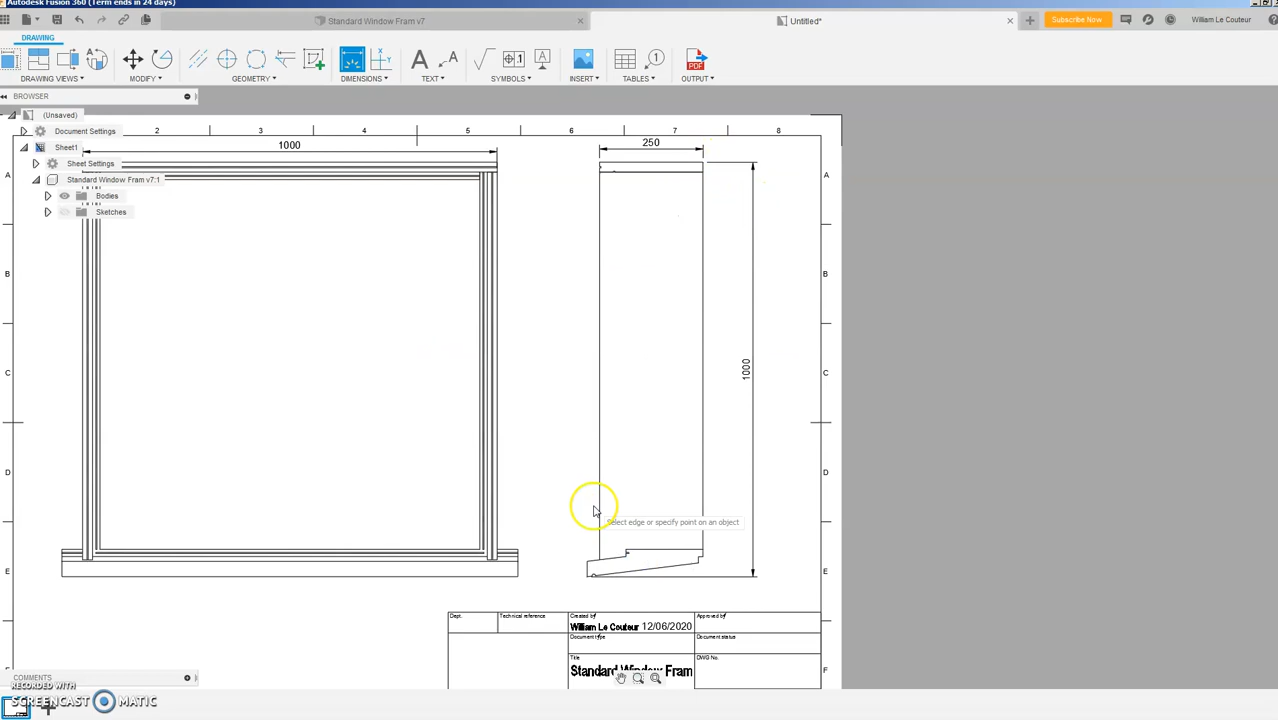 Autodesk Fusion 360 (Term ends in 24 days)
Standard Window Fram v7
Untitled*
Subscribe Now
William Le Couteur
DRAWING
DRAWING VIEWS
MODIFY
GEOMETRY
DIMENSIONS
TEXT
SYMBOLS
INSERT
TABLES
OUTPUT
BROWSER
(Unsaved)
Document Settings
Sheet1
Sheet Settings
Standard Window Fram v7:1
Bodies
Sketches
2 3 4 5 6 7 8
1000
250
1000
A
B
C
D
E
A
B
C
D
E
F
Select edge or specify point on an object
Dept.
Technical reference
Created by
Approved by
William Le Couteur 12/06/2020
Document type
Document status
Title
DWG No.
Standard Window Fram
COMMENTS
RECORDED WITH
SCREENCAST MATIC